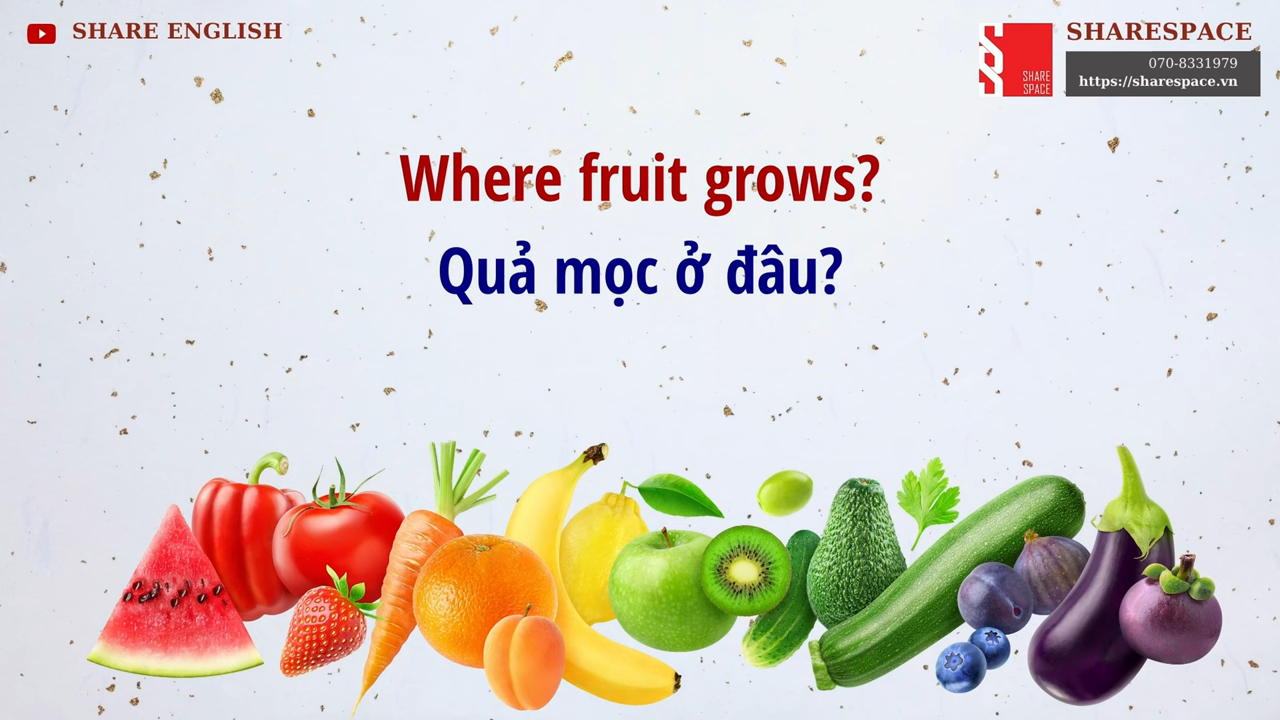 SHARE ENGLISH
SHARESPACE
070-8331979
https://sharespace.vn
SHARE
SPACE
Where fruit grows?
Quả mọc ở đâu?